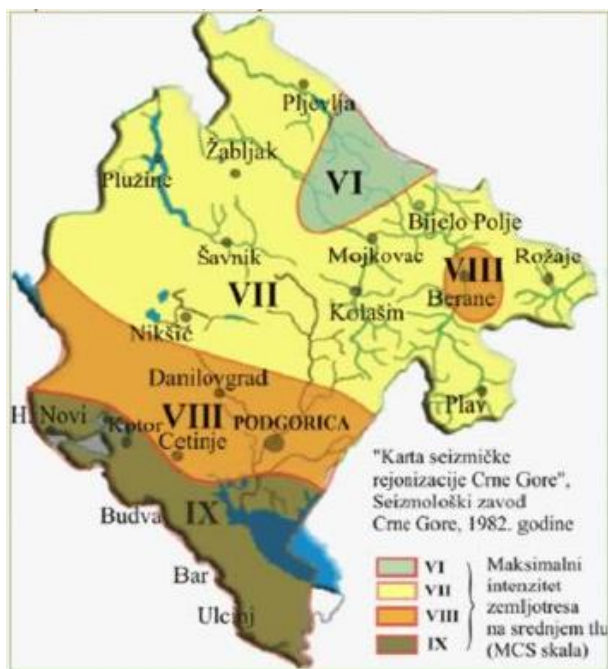 Pljevlja
Žabljak
Plužine
VI
Bijelo Polje
Šavnik
Mojkovac
VIII
Rožaje
VII
Berane
Kolašin
Nikšić
Danilovgrad
Plav
H. Novi
VIII
PODGORICA
Kotor
Cetinje
"Karta seizmičke
rejonizacije Crne Gore",
Seizmološki zavod
Crne Gore, 1982. godine
Budva
IX
Bar
Ulcinj
VI
VII
VIII
IX
Maksimalni
intenzitet
zemljotresa
na srednjem tlu
(MCS skala)